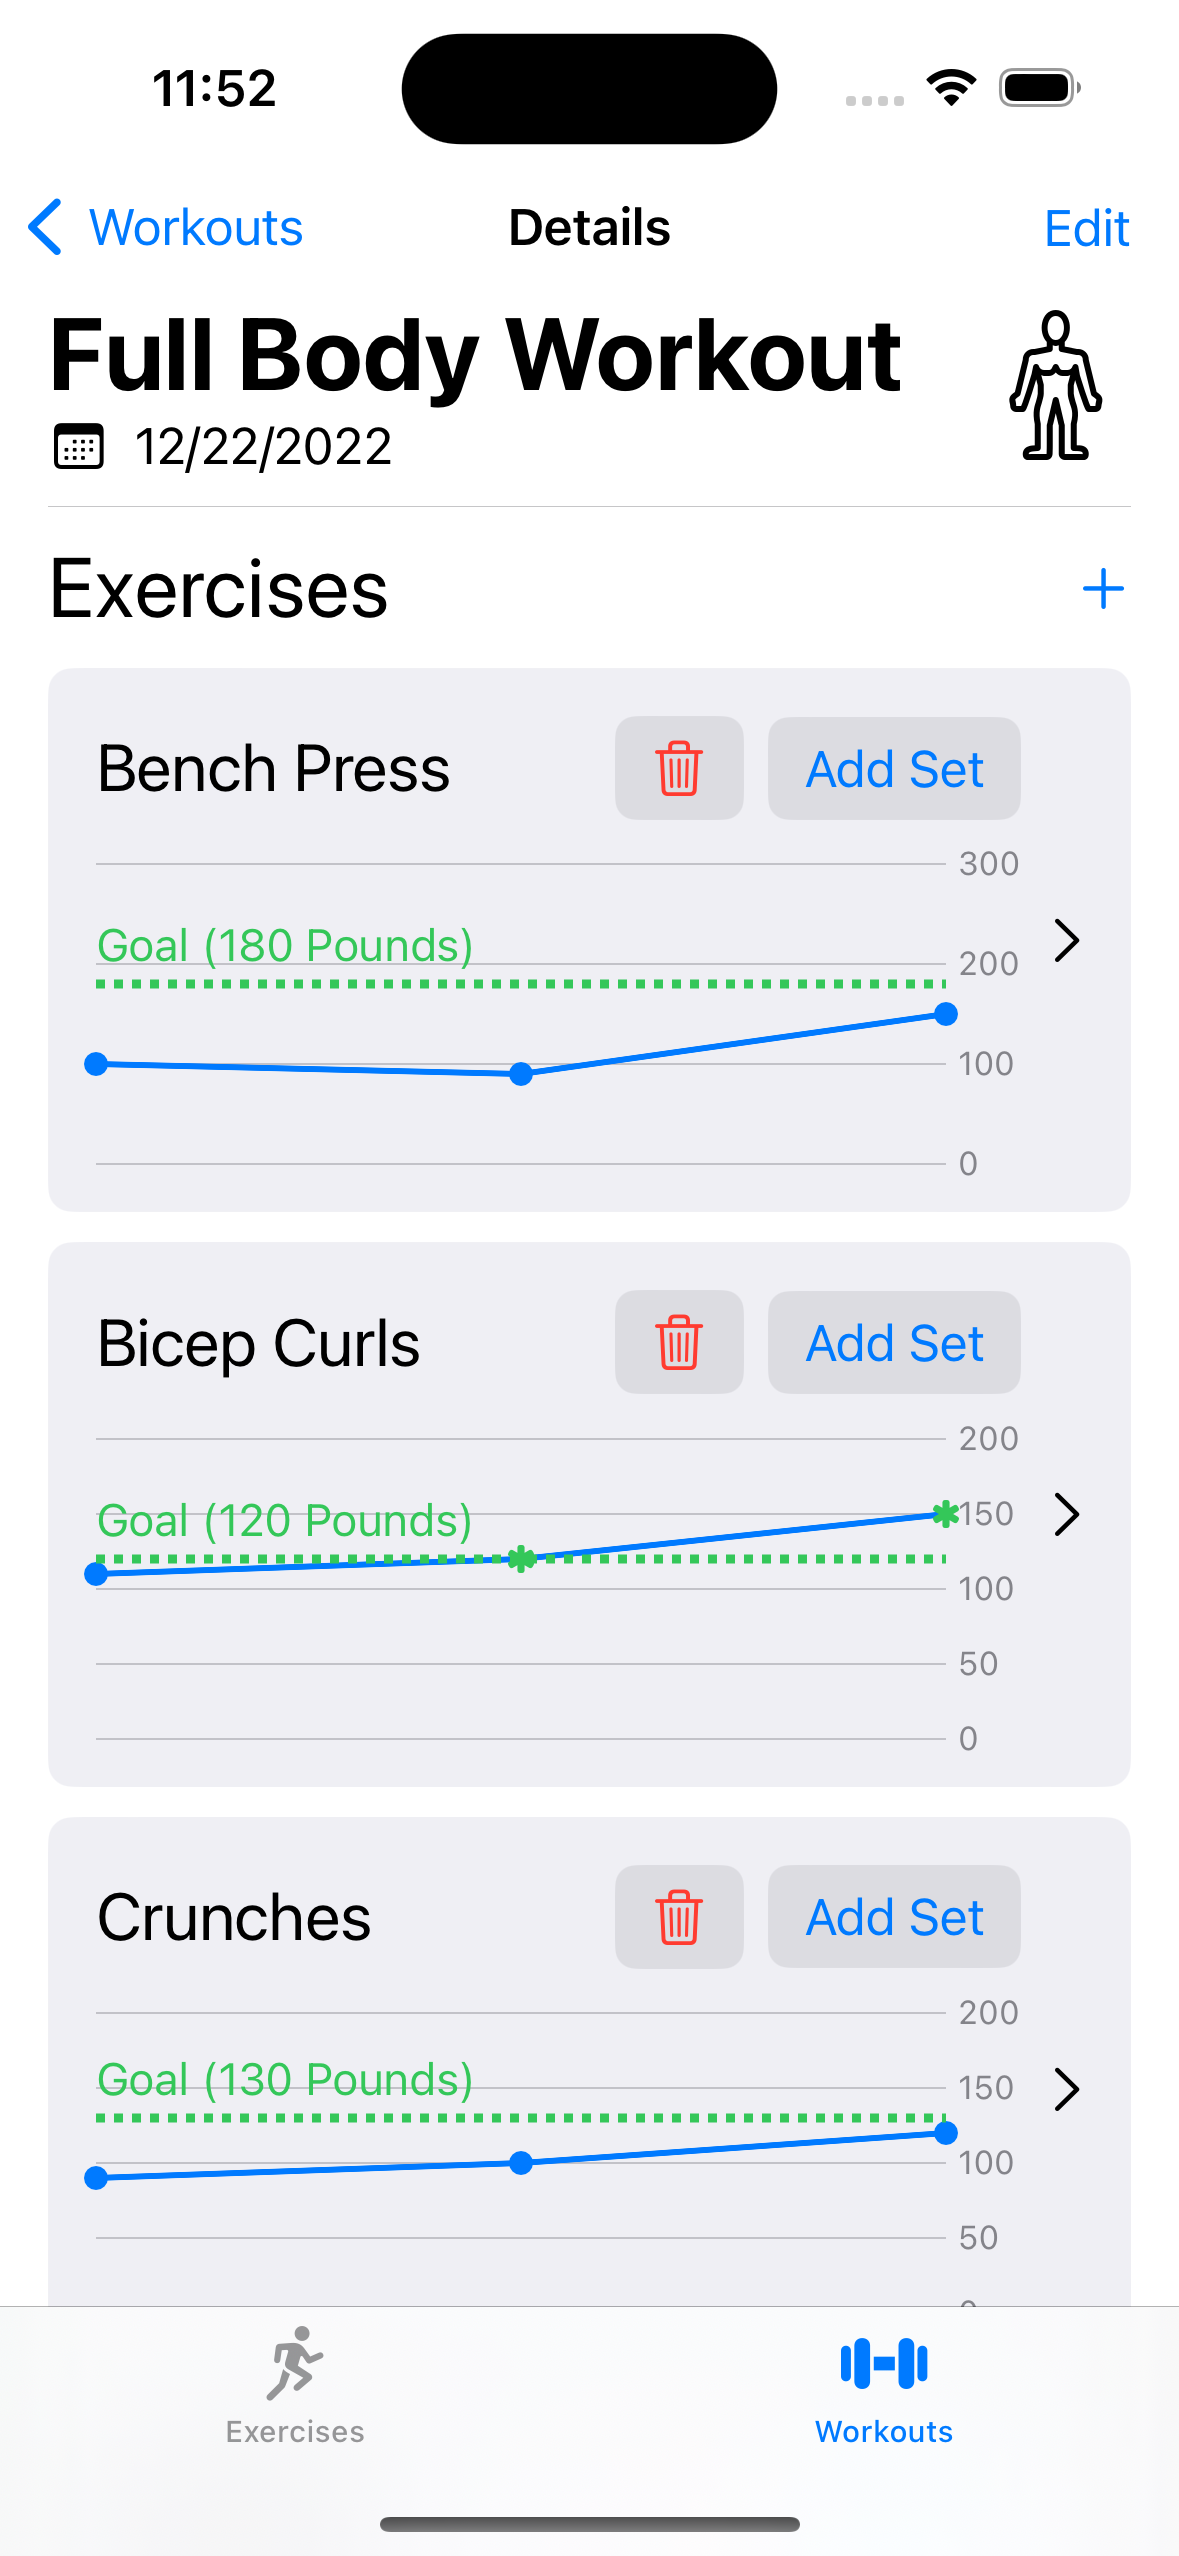 11:52
Workouts Details Edit
Full Body Workout
12/22/2022
Exercises
Bench Press Add Set
300
Goal (180 Pounds)
200
100
0
Bicep Curls Add Set
200
Goal (120 Pounds)
150
100
50
0
Crunches Add Set
200
Goal (130 Pounds)
150
100
50
Exercises Workouts